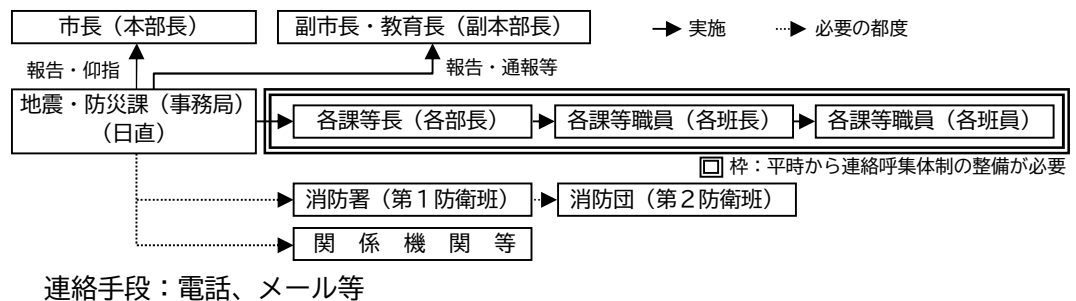 市長（本部長）
副市長・教育長（副本部長）
実施
必要の都度
報告・仰指
報告・通報等
地震・防災課（事務局）
（日直）
各課等長（各部長）
各課等職員（各班長）
各課等職員（各班員）
枠：平時から連絡呼集体制の整備が必要
消防署（第１防衛班）
消防団（第２防衛班）
関　係　機　関　等
連絡手段：電話、メール等